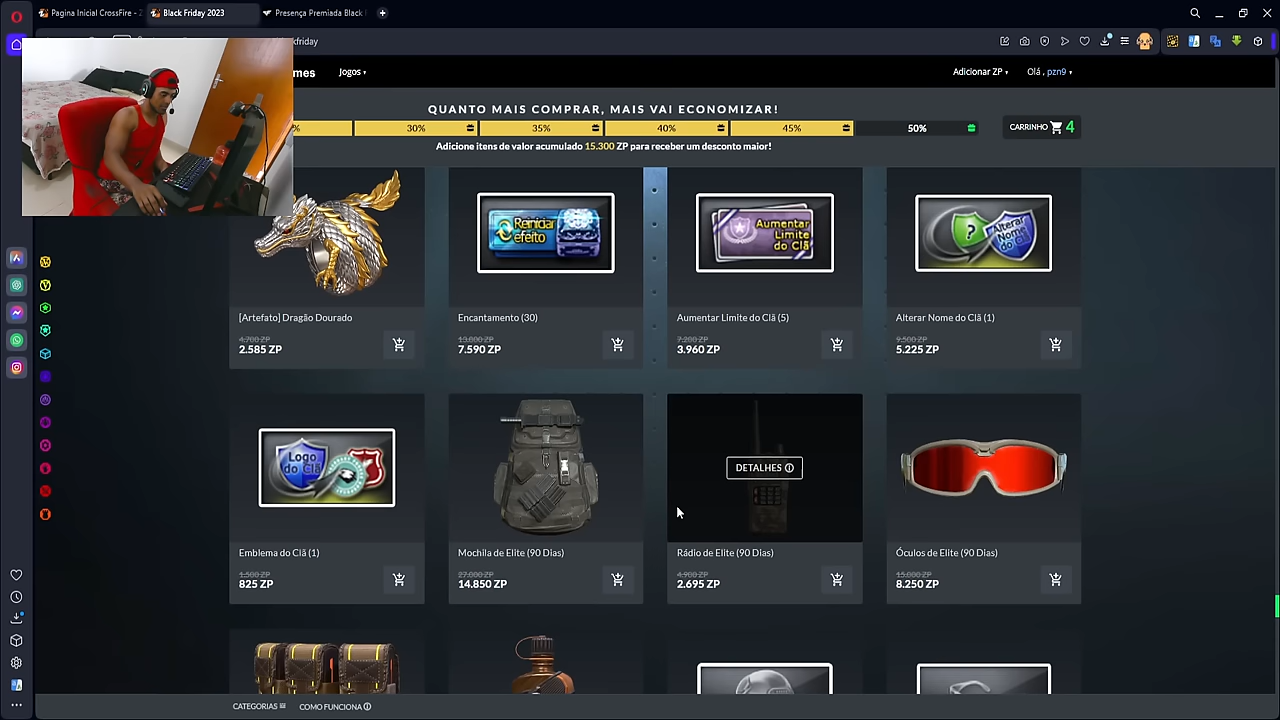 Pagina Inicial CrossFire - Z
Black Friday 2023
Presença Premiada Black
kfriday
mes
Jogos
Adicionar ZP
Olá , pzn9
QUANTO MAIS COMPRAR, MAIS VAI ECONOMIZAR!
%
30%
35%
40%
45%
50%
CARRINHO 4
Adicione itens de valor acumulado 15.300 ZP para receber um desconto maior!
Reiniciar efeito
Aumentar Limite do Clã
?
Alterar Nome do Clã
[Artefato] Dragão Dourado
Encantamento (30)
Aumentar Limite do Clã (5)
Alterar Nome do Clã (1)
4.700 ZP
13.800 ZP
7.200 ZP
9.500 ZP
2.585 ZP
7.590 ZP
3.960 ZP
5.225 ZP
Logo do Clã
DETALHES
Emblema do Clã (1)
Mochila de Elite (90 Dias)
Rádio de Elite (90 Dias)
Óculos de Elite (90 Dias)
1.500 ZP
27.000 ZP
4.900 ZP
15.000 ZP
825 ZP
14.850 ZP
2.695 ZP
8.250 ZP
CATEGORIAS
COMO FUNCIONA